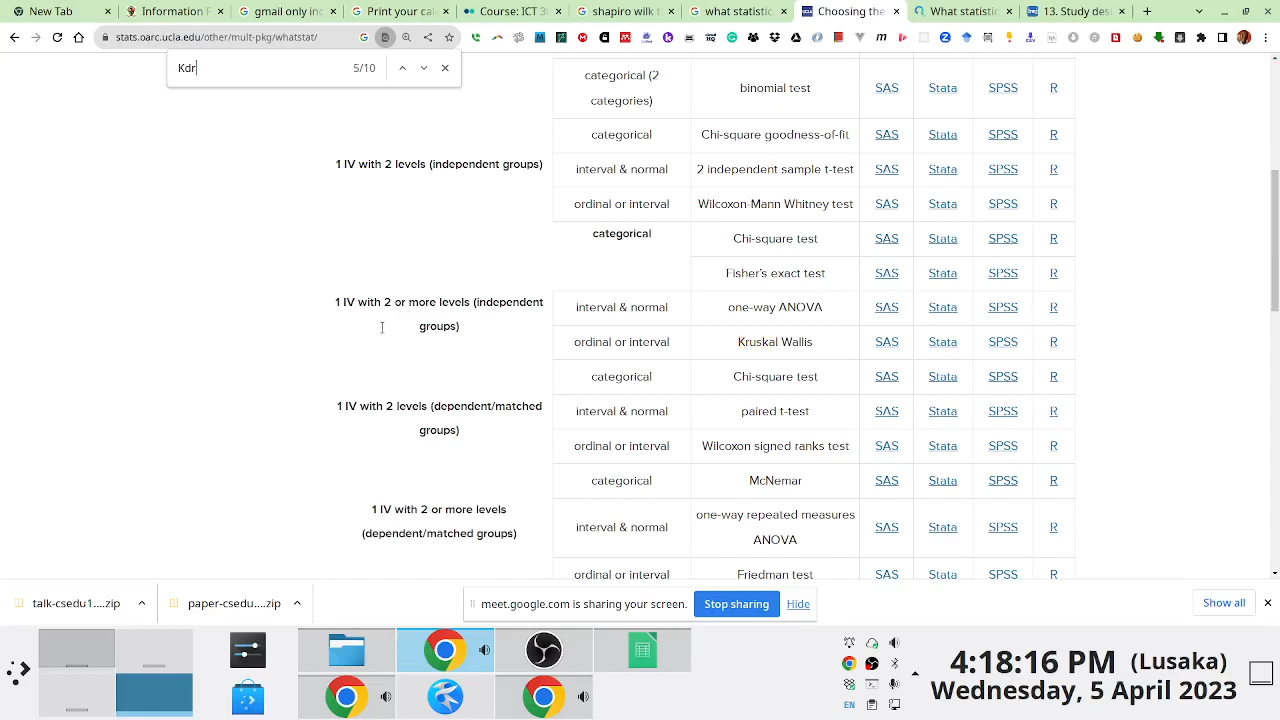 New Tab
Information F
gmail only inc
Print your cal
Course: ICT 3
shapiro wilk t
what statistic
Choosing the
What statistic
13. Study des
stats.oarc.ucla.edu/other/mult-pkg/whatstat/
Kdr 5/10
categorical (2 categories) binomial test SAS Stata SPSS R
categorical Chi-square goodness-of-fit SAS Stata SPSS R
1 IV with 2 levels (independent groups) interval & normal 2 independent sample t-test SAS Stata SPSS R
ordinal or interval Wilcoxon-Mann Whitney test SAS Stata SPSS R
categorical Chi-square test SAS Stata SPSS R
Fisher's exact test SAS Stata SPSS R
1 IV with 2 or more levels (independent groups) interval & normal one-way ANOVA SAS Stata SPSS R
ordinal or interval Kruskal Wallis SAS Stata SPSS R
categorical Chi-square test SAS Stata SPSS R
1 IV with 2 levels (dependent/matched groups) interval & normal paired t-test SAS Stata SPSS R
ordinal or interval Wilcoxon signed ranks test SAS Stata SPSS R
categorical McNemar SAS Stata SPSS R
1 IV with 2 or more levels (dependent/matched groups) interval & normal one-way repeated measures ANOVA SAS Stata SPSS R
ordinal or interval Friedman test SAS Stata SPSS R
talk-csedu1....zip
paper-csedu....zip
meet.google.com is sharing your screen. Stop sharing Hide
Show all
4:18:16 PM (Lusaka)
Wednesday, 5 April 2023
EN